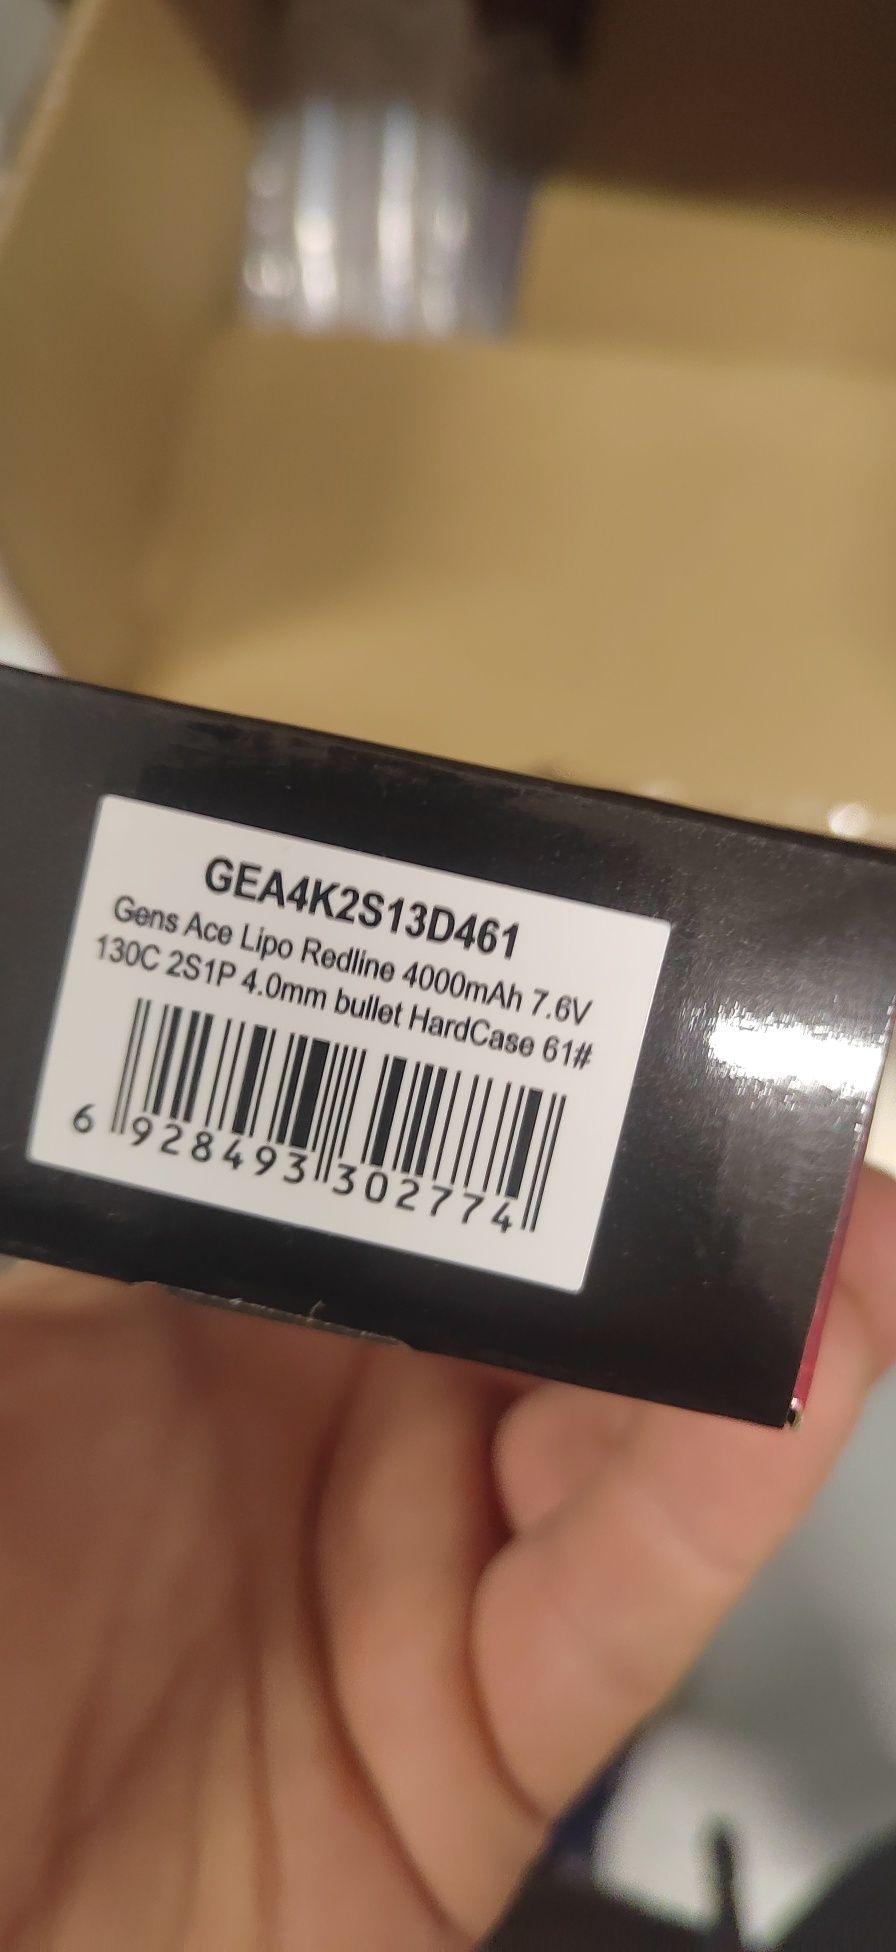 GEA4K2S13D461
Gens Ace Lipo Redline 4000mAh 7.6V
130C 2S1P 4.0mm bullet HardCase 61#
6 928493 302774